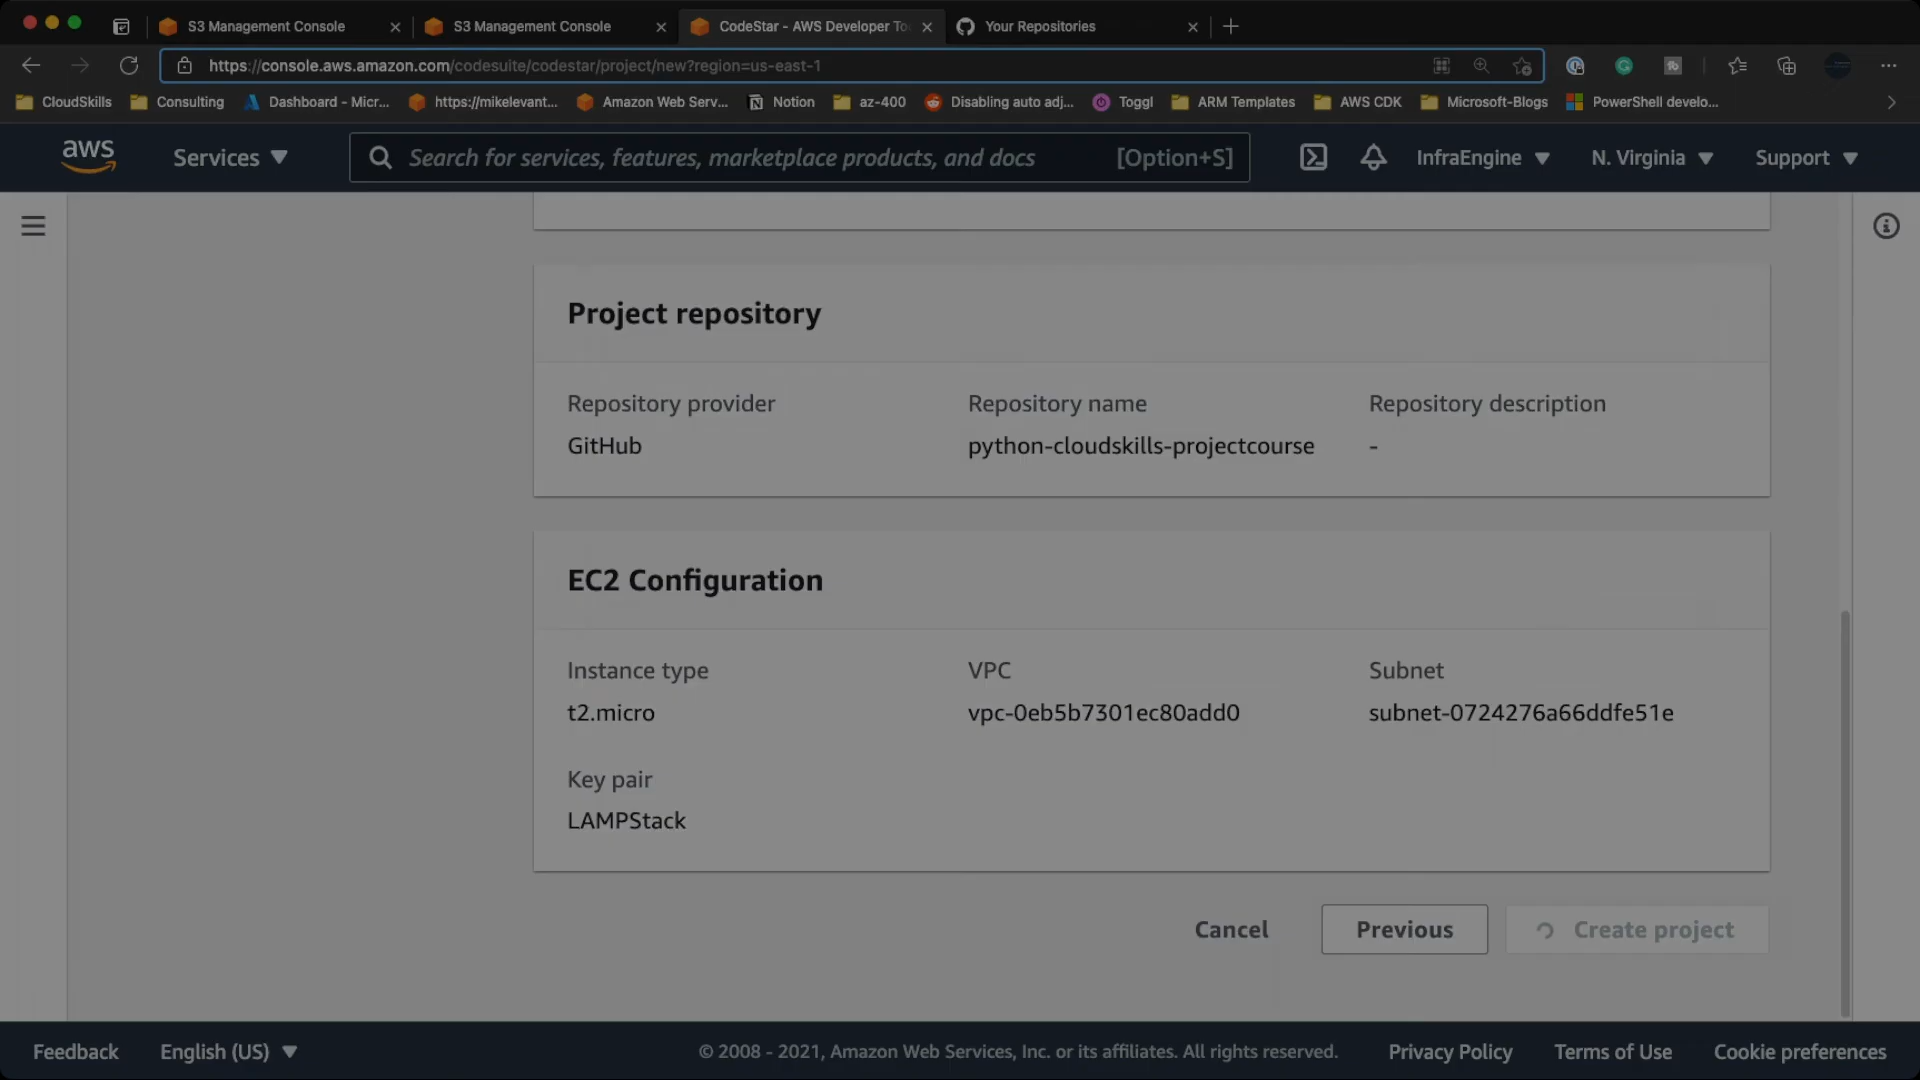 S3 Management Console
S3 Management Console
CodeStar - AWS Developer To
Your Repositories
https://console.aws.amazon.com/codesuite/codestar/project/new?region=us-east-1
CloudSkills
Consulting
Dashboard - Micr...
https://mikelevant...
Amazon Web Serv...
Notion
az-400
Disabling auto adj...
Toggl
ARM Templates
AWS CDK
Microsoft-Blogs
PowerShell develo...
aws
Services
Search for services, features, marketplace products, and docs
[Option+S]
InfraEngine
N. Virginia
Support
Project repository
Repository provider
Repository name
Repository description
GitHub
python-cloudskills-projectcourse
-
EC2 Configuration
Instance type
VPC
Subnet
t2.micro
vpc-0eb5b7301ec80add0
subnet-0724276a66ddfe51e
Key pair
LAMPStack
Cancel
Previous
Create project
Feedback
English (US)
© 2008 - 2021, Amazon Web Services, Inc. or its affiliates. All rights reserved.
Privacy Policy
Terms of Use
Cookie preferences